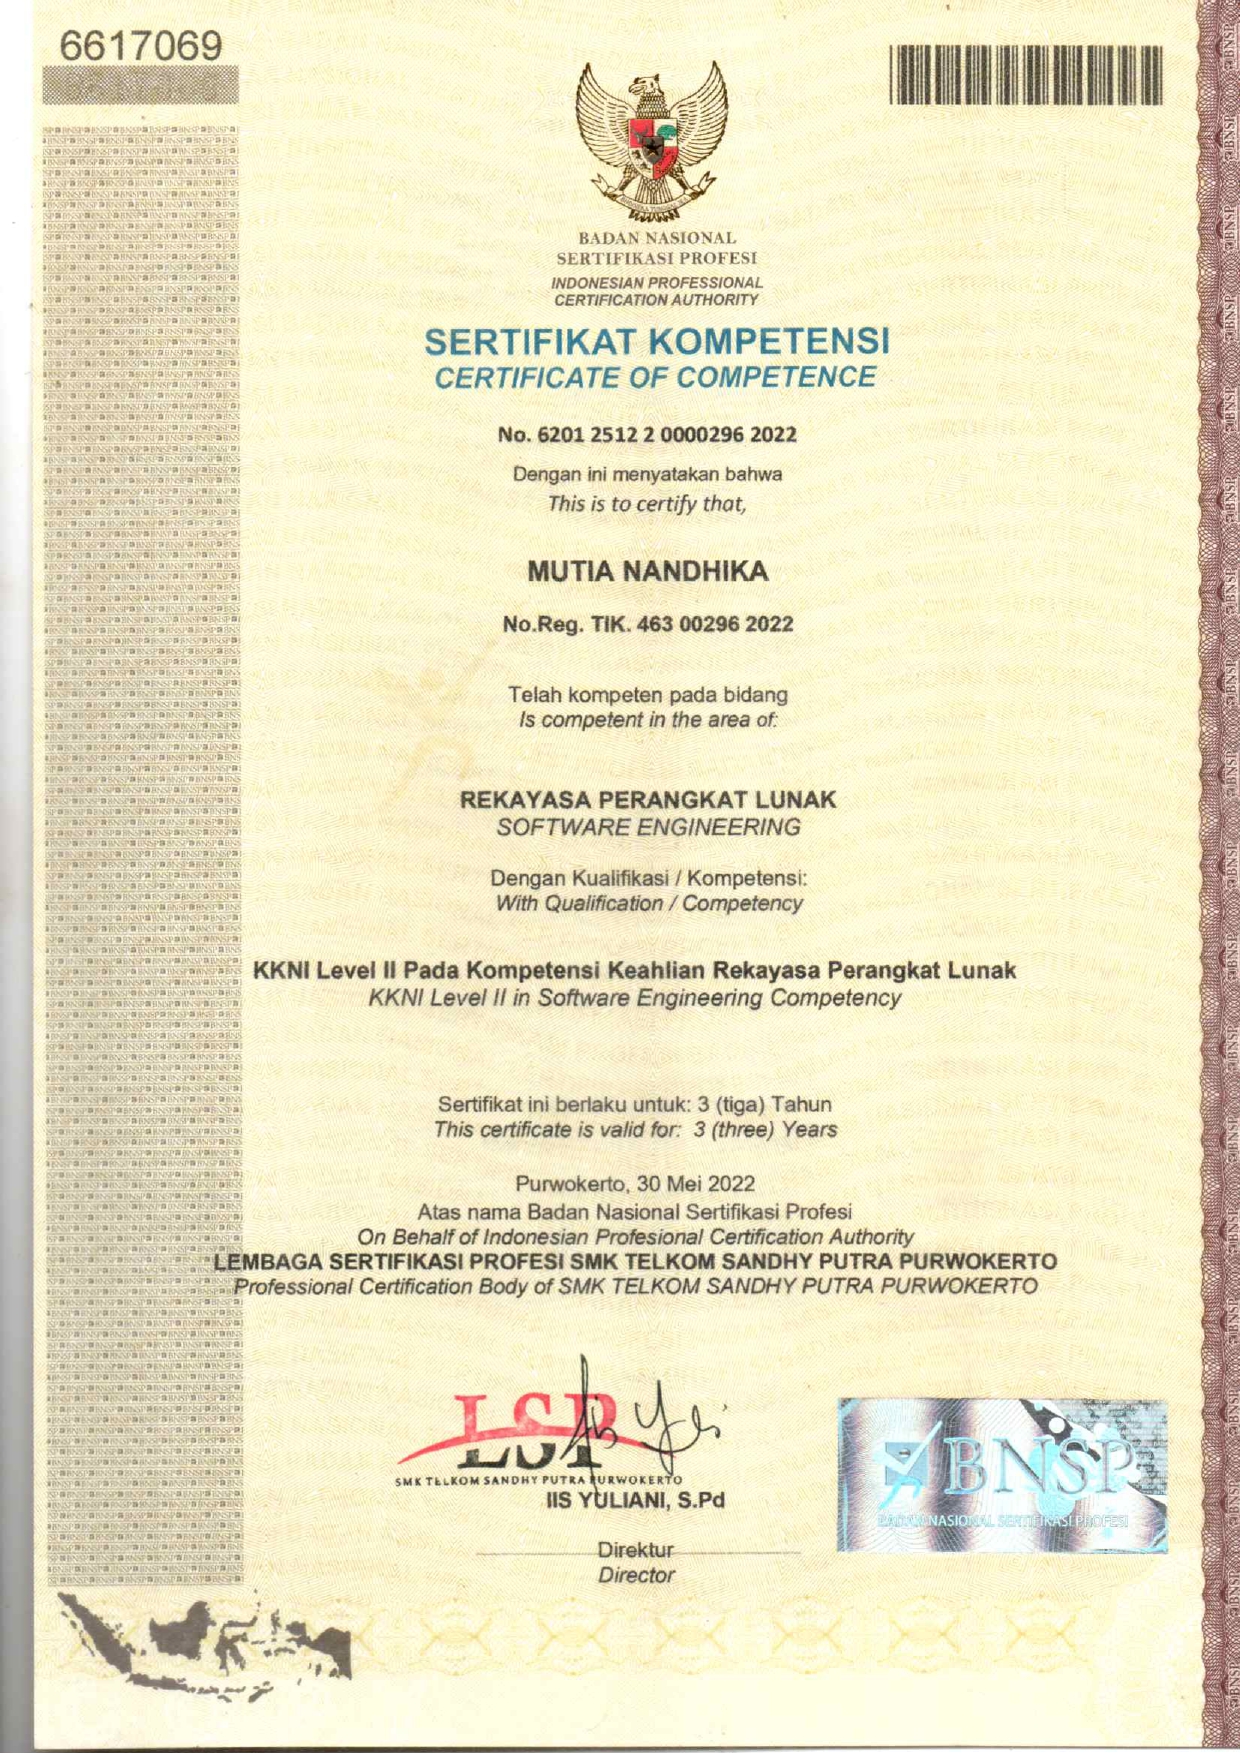 6617069
BADAN NASIONAL
SERTIFIKASI PROFESI
INDONESIAN PROFESSIONAL
CERTIFICATION AUTHORITY
SERTIFIKAT KOMPETENSI
CERTIFICATE OF COMPETENCE
No. 6201 2512 2 0000296 2022
Dengan ini menyatakan bahwa
This is to certify that,
MUTIA NANDHIKA
No.Reg. TIK. 463 00296 2022
Telah kompeten pada bidang
Is competent in the area of:
REKAYASA PERANGKAT LUNAK
SOFTWARE ENGINEERING
Dengan Kualifikasi / Kompetensi:
With Qualification / Competency
KKNI Level II Pada Kompetensi Keahlian Rekayasa Perangkat Lunak
KKNI Level II in Software Engineering Competency
Sertifikat ini berlaku untuk: 3 (tiga) Tahun
This certificate is valid for: 3 (three) Years
Purwokerto, 30 Mei 2022
Atas nama Badan Nasional Sertifikasi Profesi
On Behalf of Indonesian Profesional Certification Authority
LEMBAGA SERTIFIKASI PROFESI SMK TELKOM SANDHY PUTRA PURWOKERTO
Professional Certification Body of SMK TELKOM SANDHY PUTRA PURWOKERTO
LSP
SMK TELKOM SANDHY PUTRA PURWOKERTO
IIS YULIANI, S.Pd
BNSP
BADAN NASIONAL SERTIFIKASI PROFESI
Direktur
Director